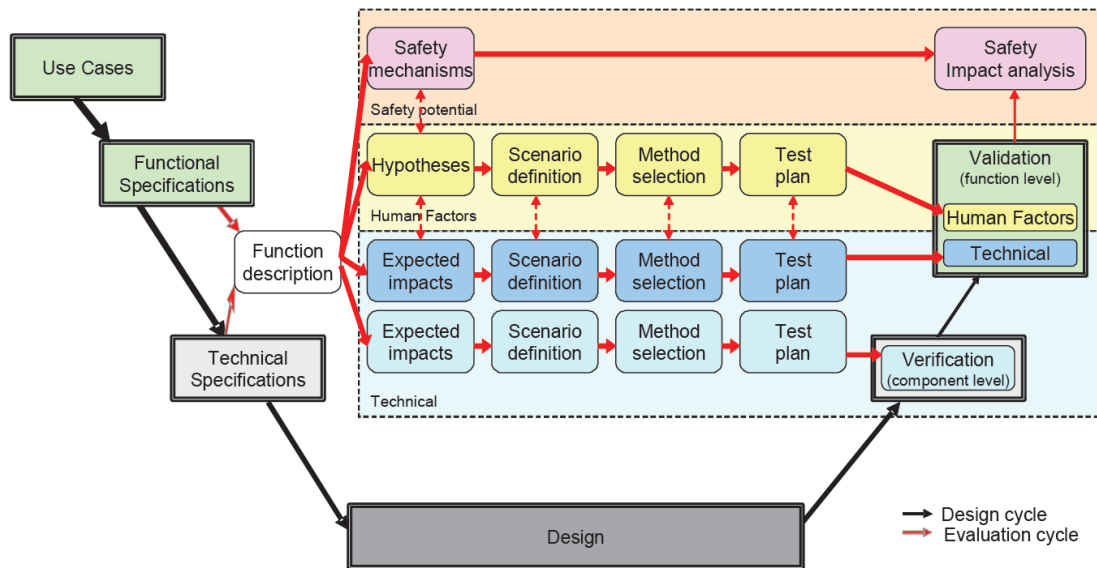 Use Cases
Functional
Specifications
Function
description
Technical
Specifications
Design
Safety
mechanisms
Safety
Impact analysis
Safety potential
Hypotheses
Scenario
definition
Method
selection
Test
plan
Human Factors
Validation
(function level)
Human Factors
Technical
Expected
impacts
Scenario
definition
Method
selection
Test
plan
Expected
impacts
Scenario
definition
Method
selection
Test
plan
Verification
(component level)
Technical
Design cycle
Evaluation cycle